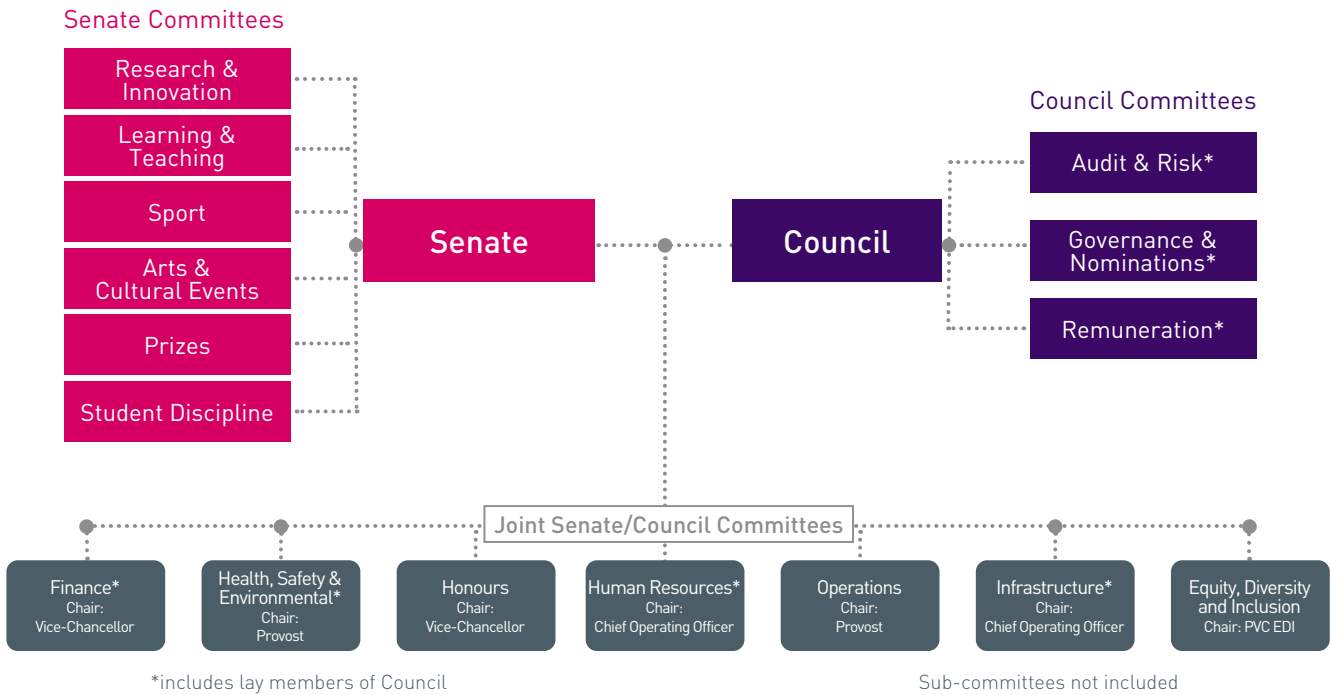 Senate Committees
Research &
Innovation
Learning &
Teaching
Sport
Arts &
Cultural Events
Prizes
Student Discipline
Senate
Council
Council Committees
Audit & Risk*
Governance &
Nominations*
Remuneration*
Joint Senate/Council Committees
Finance*
Chair:
Vice-Chancellor
Health, Safety &
Environmental*
Chair:
Provost
Honours
Chair:
Vice-Chancellor
Human Resources*
Chair:
Chief Operating Officer
Operations
Chair:
Provost
Infrastructure*
Chair:
Chief Operating Officer
Equity, Diversity
and Inclusion
Chair: PVC EDI
*includes lay members of Council
Sub-committees not included